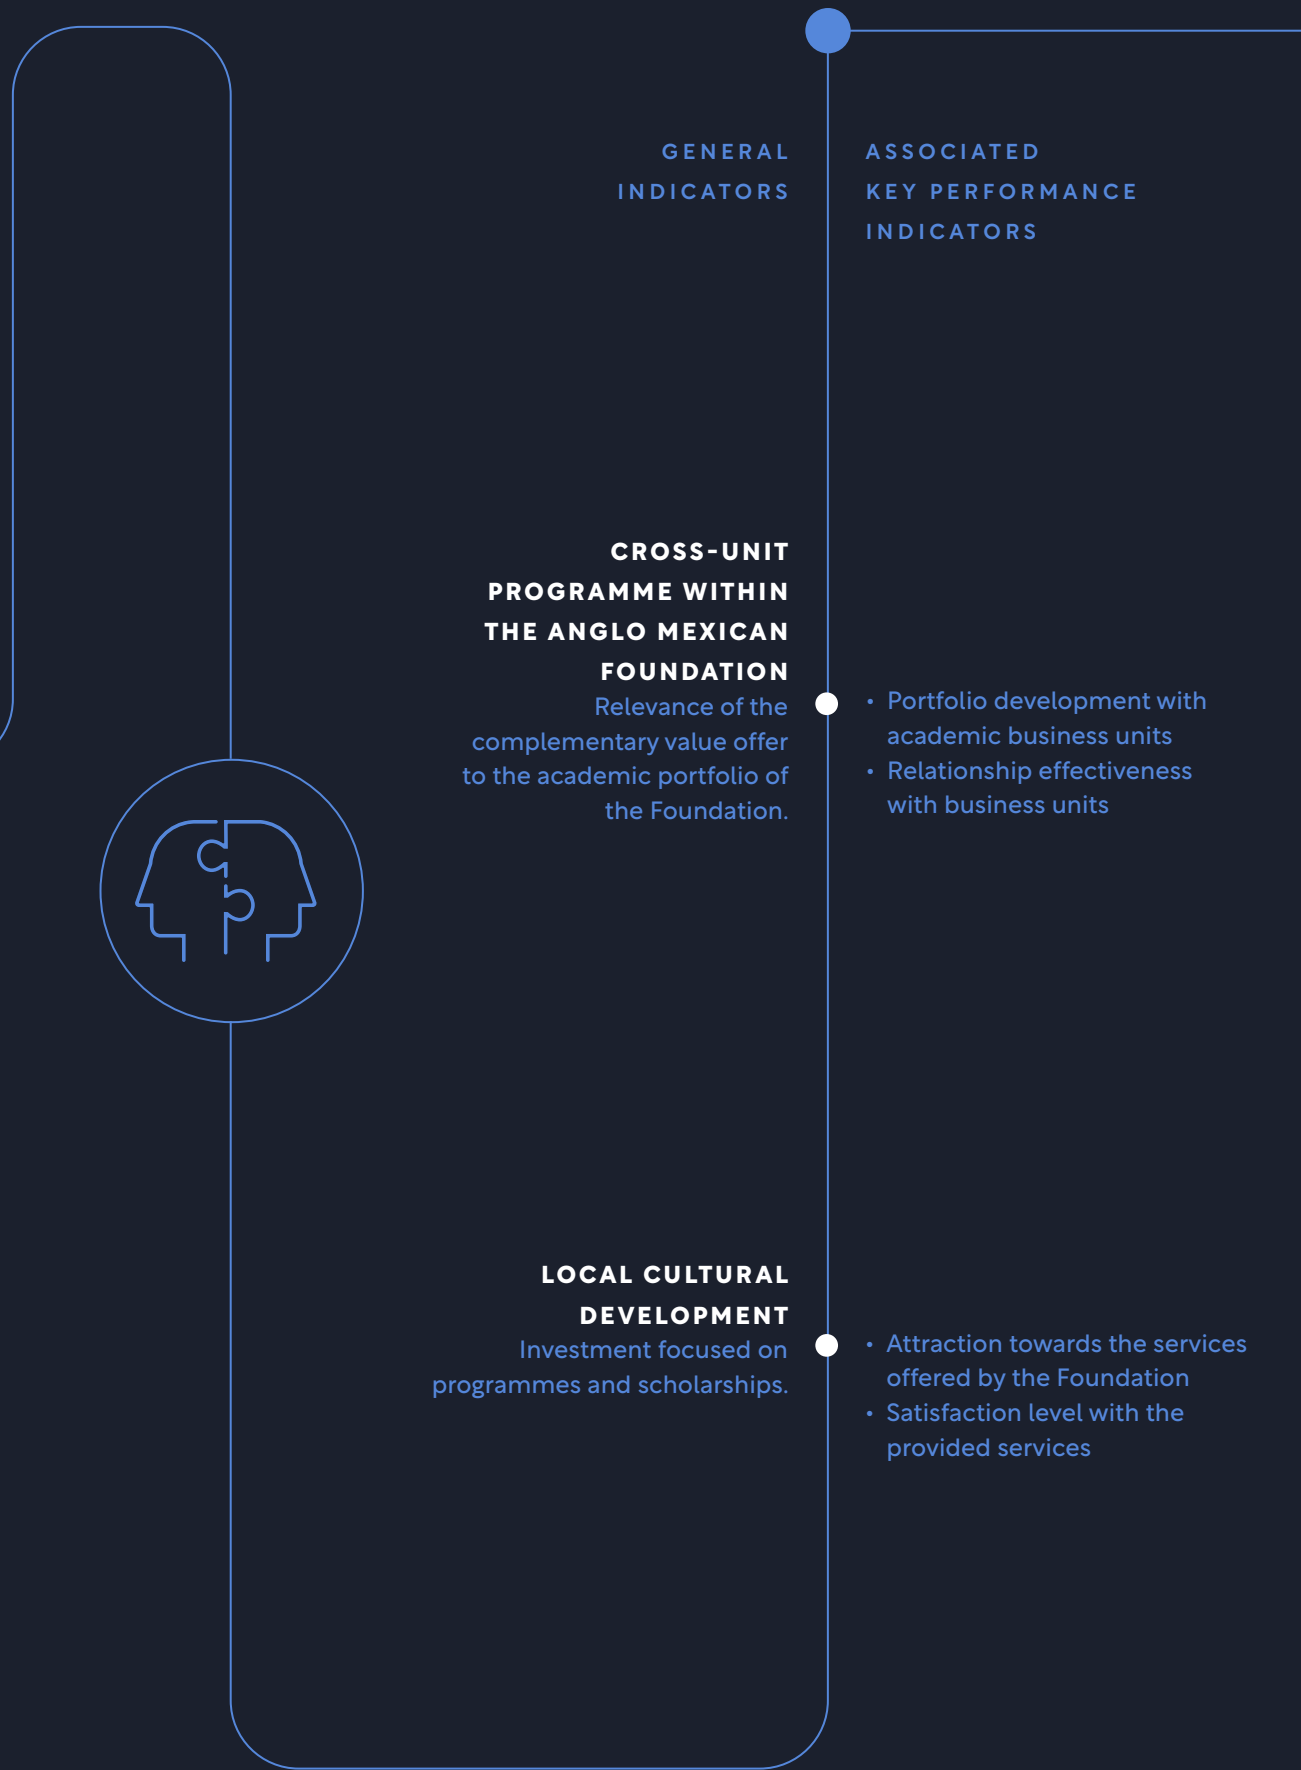 GENERAL
INDICATORS
ASSOCIATED
KEY PERFORMANCE
INDICATORS
CROSS-UNIT
PROGRAMME WITHIN
THE ANGLO MEXICAN
FOUNDATION
Relevance of the
complementary value offer
to the academic portfolio of
the Foundation.
• Portfolio development with
academic business units
• Relationship effectiveness
with business units
LOCAL CULTURAL
DEVELOPMENT
Investment focused on
programmes and scholarships.
• Attraction towards the services
offered by the Foundation
• Satisfaction level with the
provided services